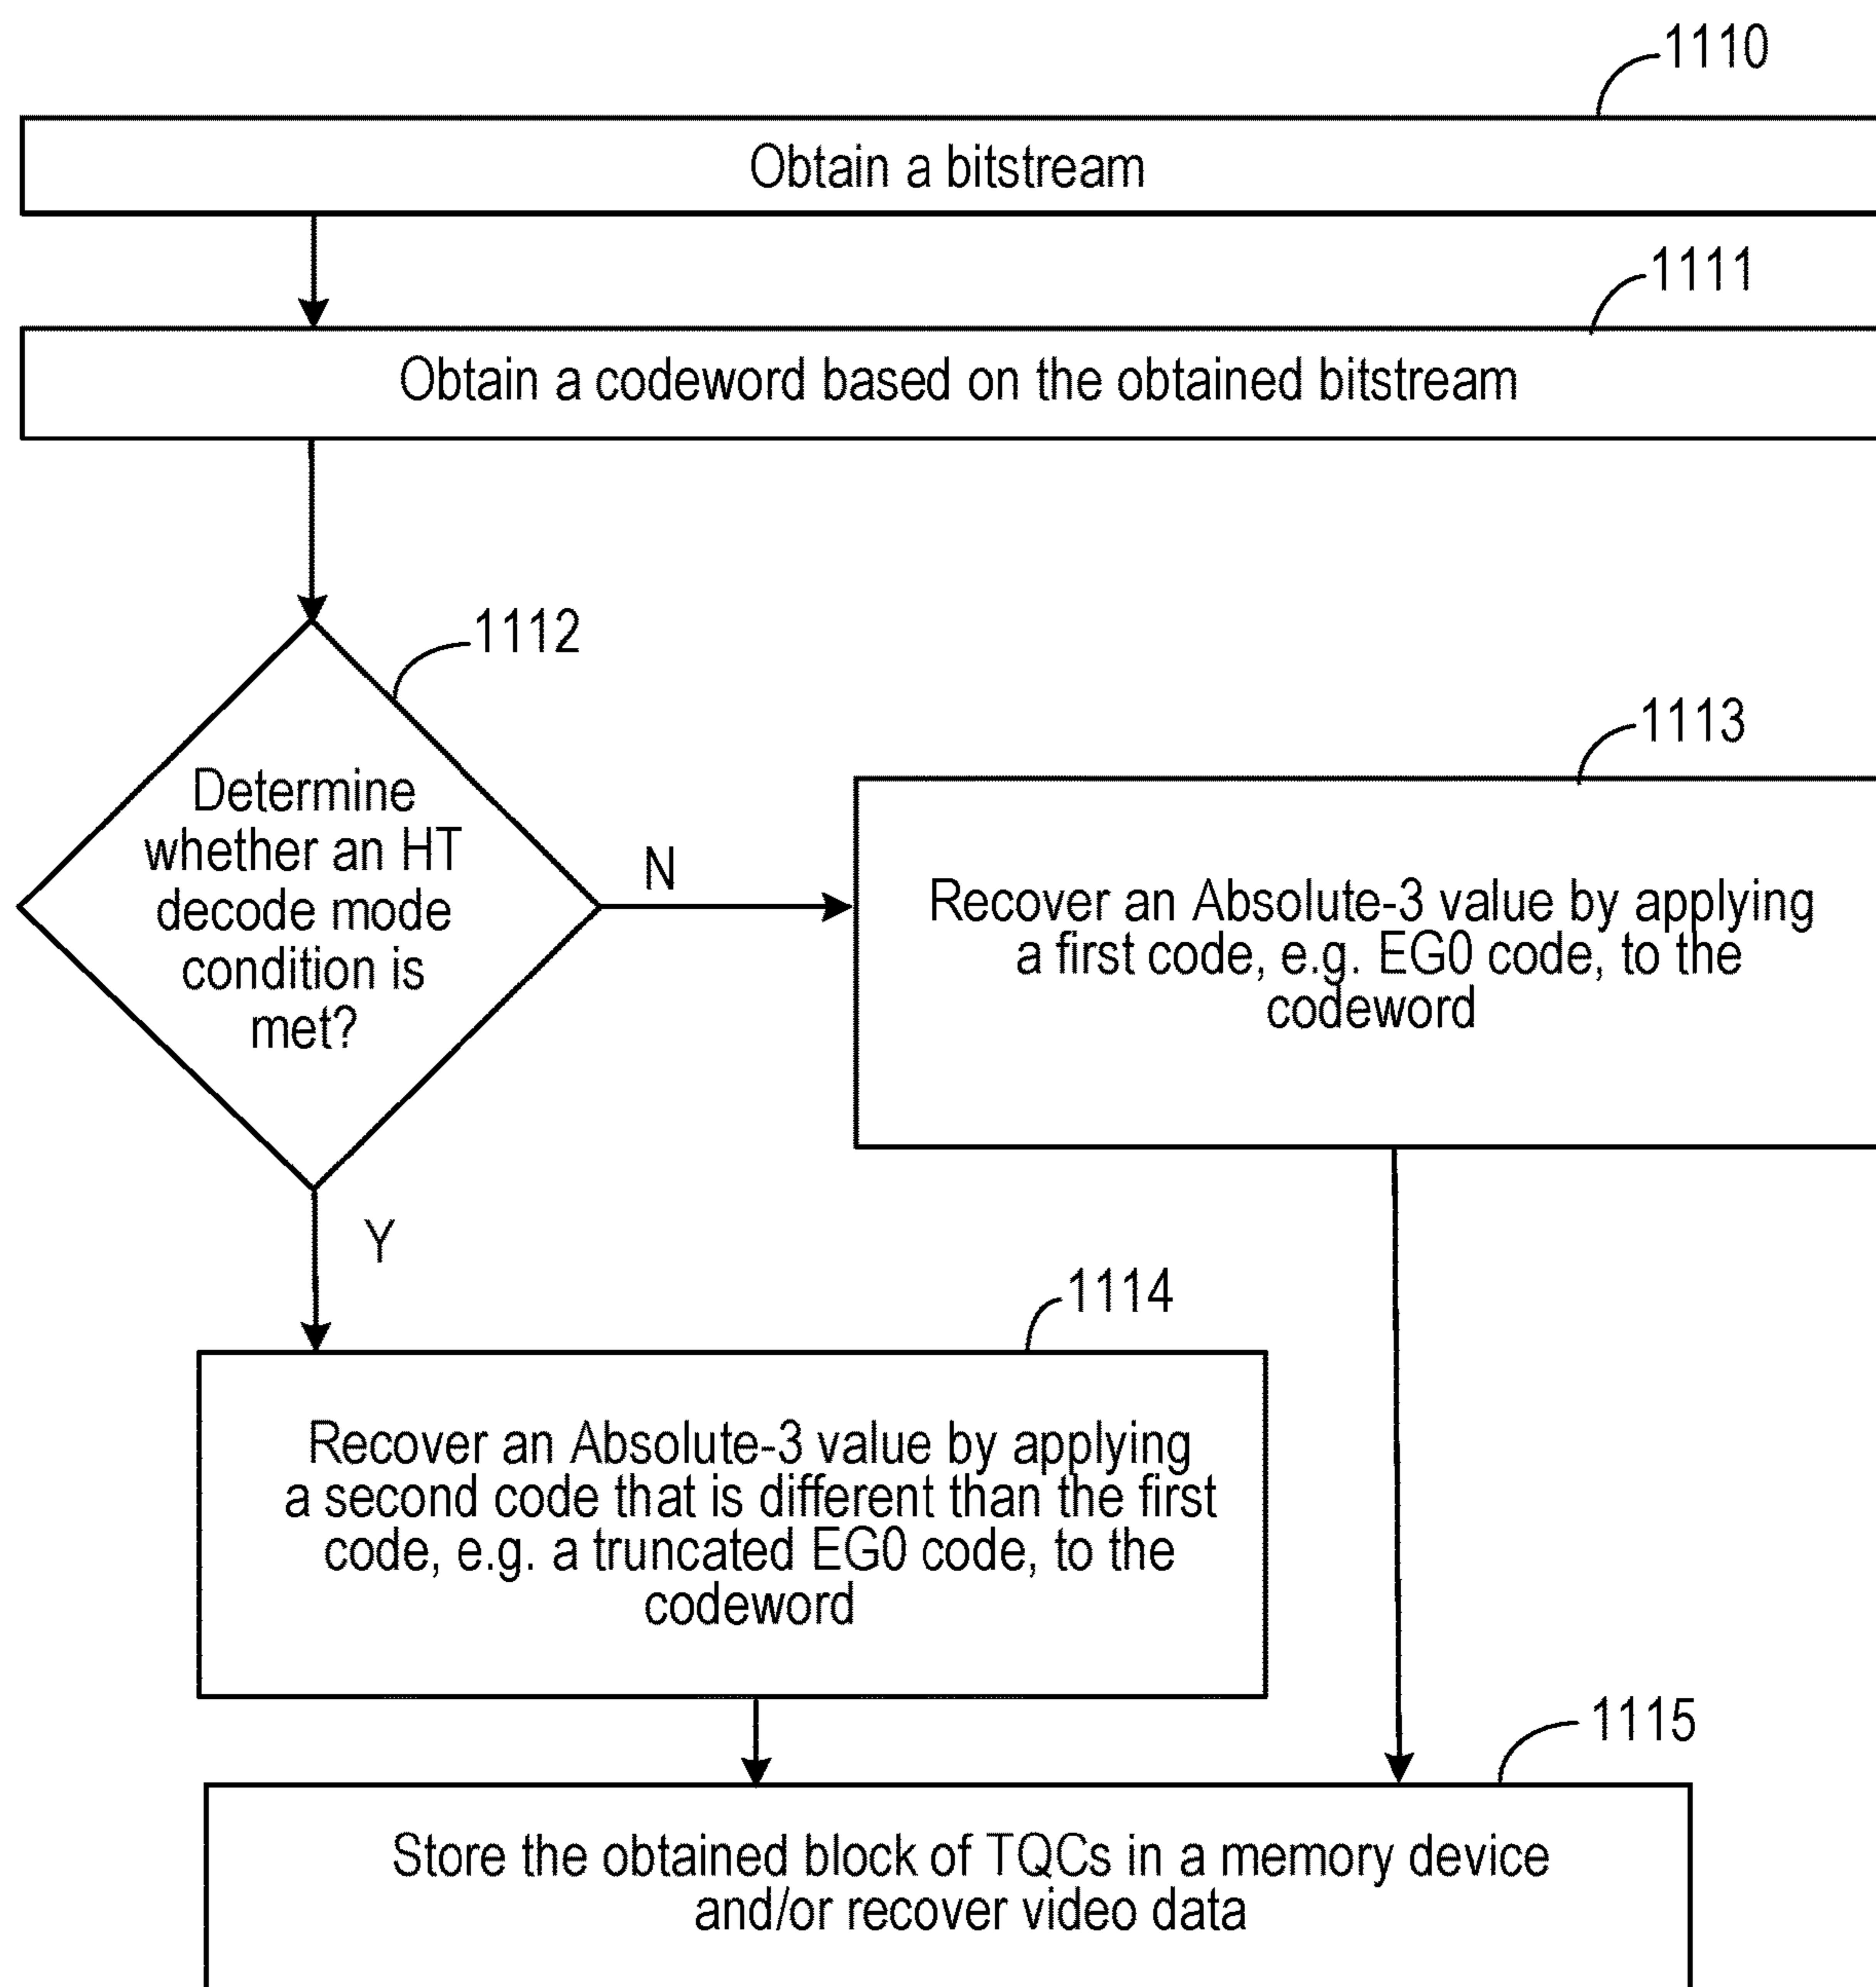 1110
Obtain a bitstream
1111
Obtain a codeword based on the obtained bitstream
1112
Determine
whether an HT
decode mode
condition is
met?
N
1113
Recover an Absolute-3 value by applying
a first code, e.g. EG0 code, to the
codeword
Y
1114
Recover an Absolute-3 value by applying
a second code that is different than the first
code, e.g. a truncated EG0 code, to the
codeword
1115
Store the obtained block of TQCs in a memory device
and/or recover video data